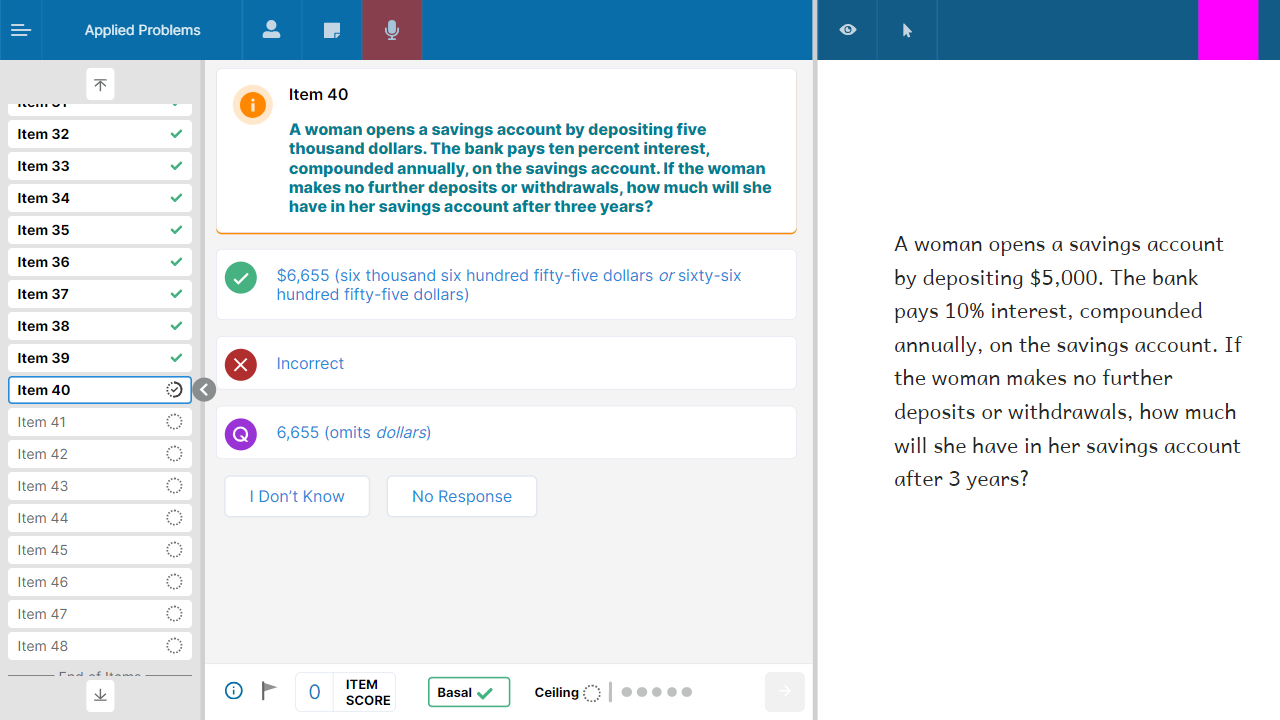 Applied Problems
Item 32
Item 33
Item 34
Item 35
Item 36
Item 37
Item 38
Item 39
Item 40
Item 41
Item 42
Item 43
Item 44
Item 45
Item 46
Item 47
Item 48
End of Items
Item 40
A woman opens a savings account by depositing five
thousand dollars. The bank pays ten percent interest,
compounded annually, on the savings account. If the woman
makes no further deposits or withdrawals, how much will she
have in her savings account after three years?
$6,655 (six thousand six hundred fifty-five dollars or sixty-six
hundred fifty-five dollars)
Incorrect
Q
6,655 (omits dollars)
I Don’t Know
No Response
0
ITEM
SCORE
Basal
Ceiling
A woman opens a savings account
by depositing $5,000. The bank
pays 10% interest, compounded
annually, on the savings account. If
the woman makes no further
deposits or withdrawals, how much
will she have in her savings account
after 3 years?